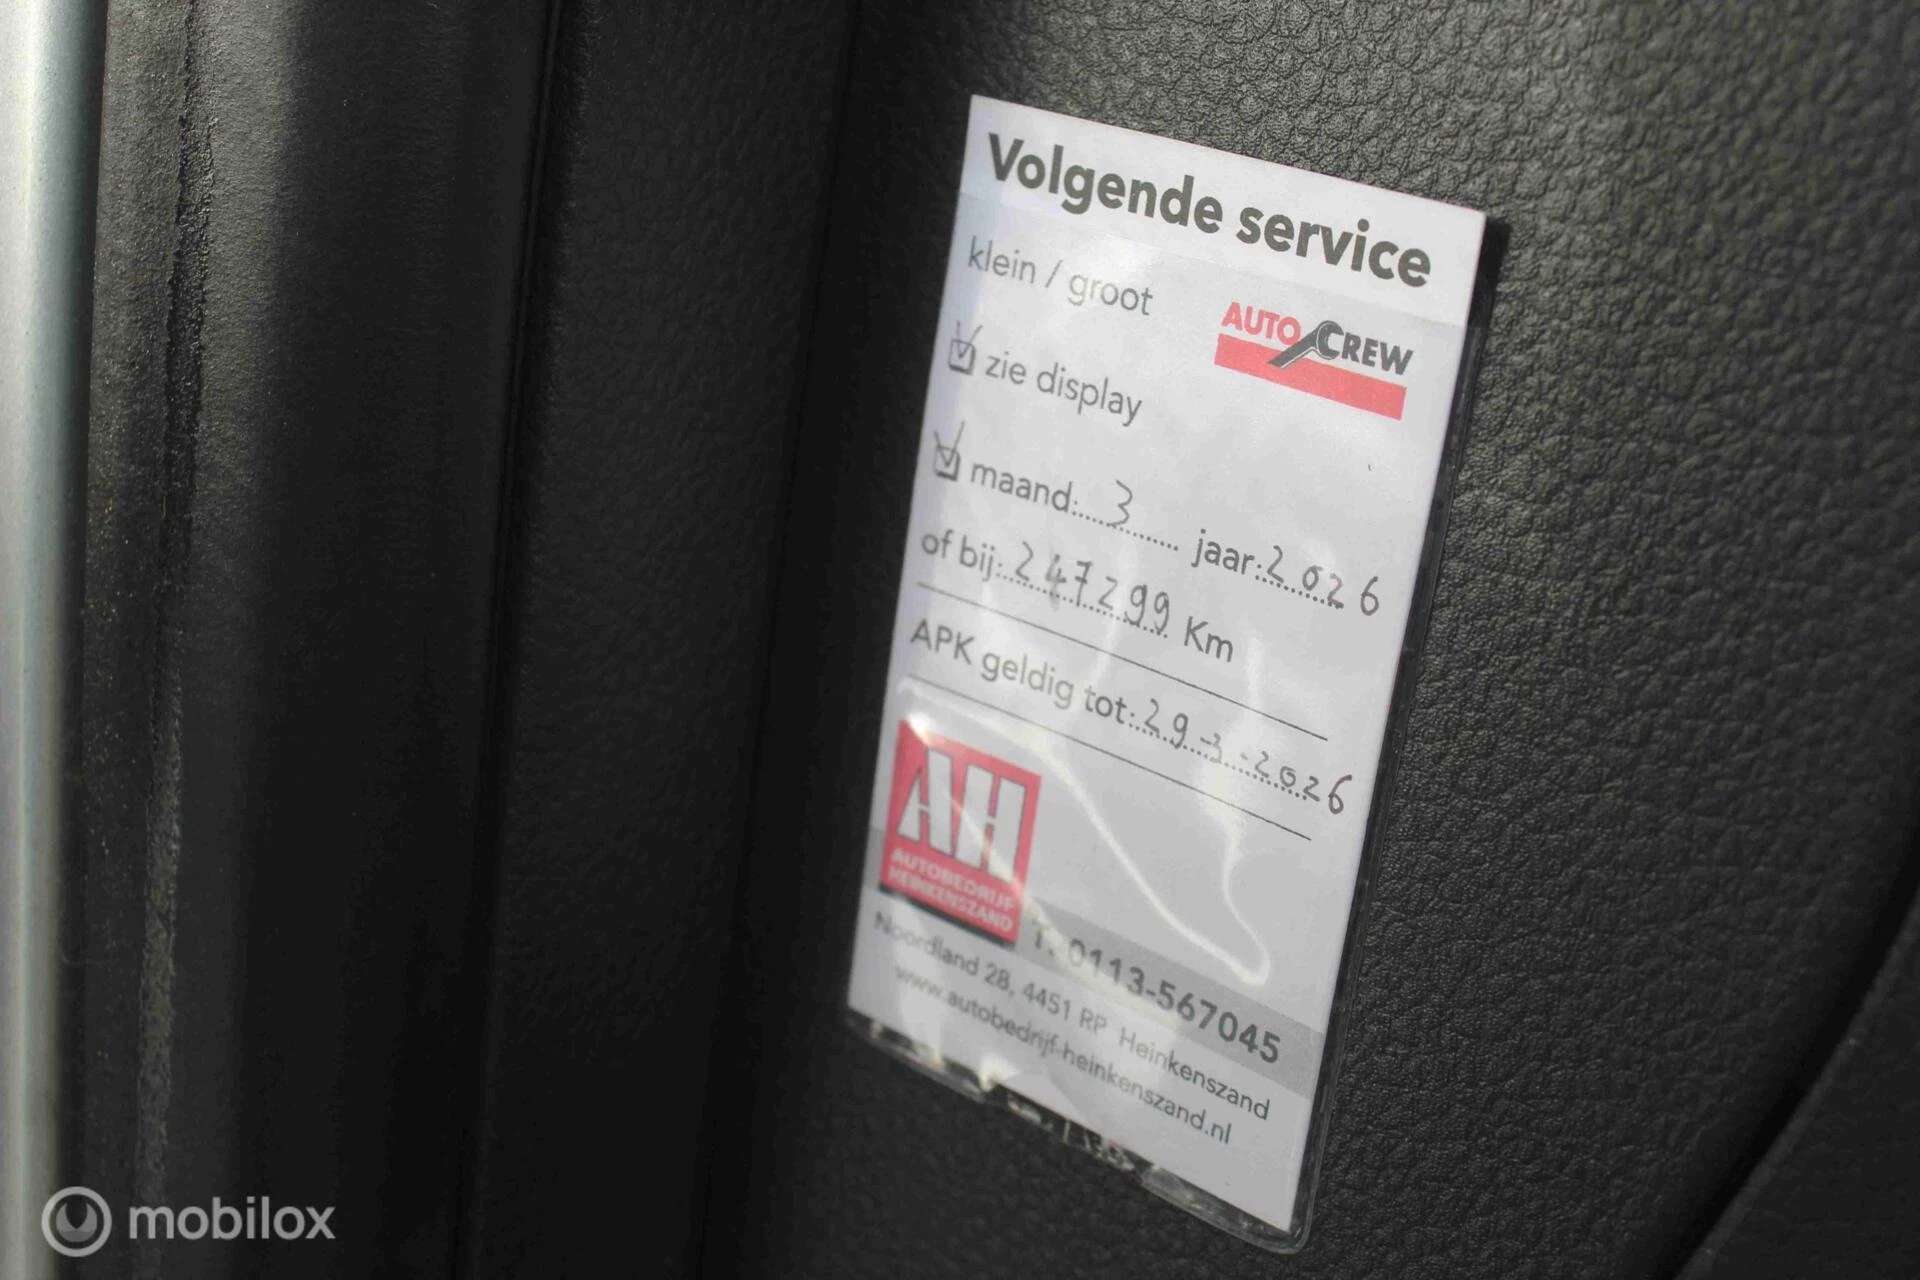 Volgende service
klein / groot
AUTO CREW
zie display
maand: 3 jaar: 2026
of bij: 247299 Km
APK geldig tot: 29-3-2026
AH
AUTOBEDRIJF
HEINKENSZAND
T. 0113-567045
Noordland 28, 4451 RP Heinkenszand
www.autobedrijf-heinkenszand.nl
mobilox